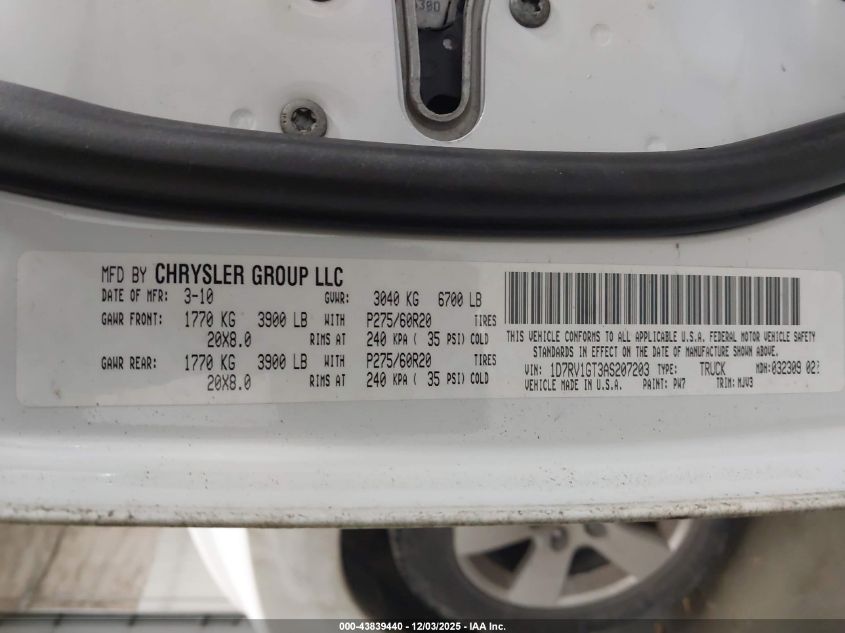 380
MFD BY CHRYSLER GROUP LLC
DATE OF MFR: 3-10 GVWR: 3040 KG 6700 LB
GAWR FRONT: 1770 KG 3900 LB WITH P275/60R20 TIRES
20X8.0 RIMS AT 240 KPA ( 35 PSI) COLD
GAWR REAR: 1770 KG 3900 LB WITH P275/60R20 TIRES
20X8.0 RIMS AT 240 KPA ( 35 PSI) COLD
THIS VEHICLE CONFORMS TO ALL APPLICABLE U.S.A. FEDERAL MOTOR VEHICLE SAFETY
STANDARDS IN EFFECT ON THE DATE OF MANUFACTURE SHOWN ABOVE.
VIN: 1D7RV1GT3AS207203 TYPE: TRUCK MDH: 032309
VEHICLE MADE IN U.S.A. PAINT: PW7 TRIM: MJV3
000-43839440 - 12/03/2025 - IAA Inc.